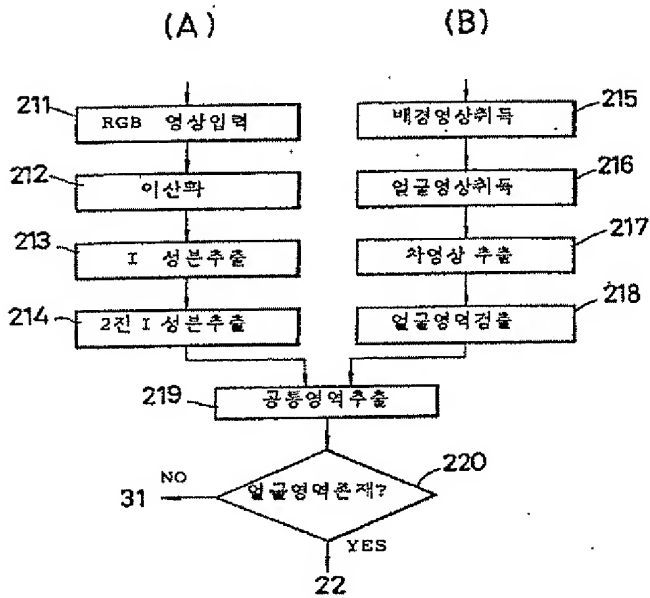 (A)
(B)
211
RGB 영상입력
배경영상취득
215
212
이산화
얼굴영상취득
216
213
I 성분추출
차영상 추출
217
214
2진 I 성분추출
얼굴영역검출
218
219
공통영역추출
220
얼굴영역존재?
NO
31
YES
22